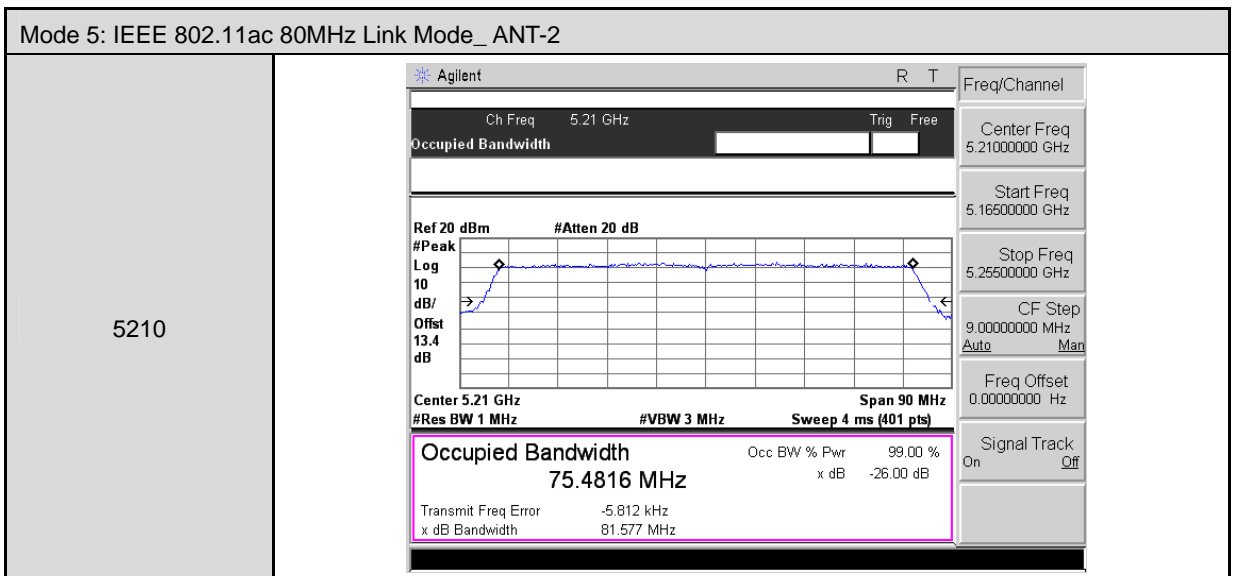 Mode 5: IEEE 802.11ac 80MHz Link Mode_ ANT-2
5210
Agilent R T
Ch Freq 5.21 GHz Trig Free
Occupied Bandwidth
Ref 20 dBm #Atten 20 dB
#Peak
Log
10
dB/
Offst
13.4
dB
Center 5.21 GHz Span 90 MHz
#Res BW 1 MHz #VBW 3 MHz Sweep 4 ms (401 pts)
Occupied Bandwidth Occ BW % Pwr 99.00 %
75.4816 MHz x dB -26.00 dB
Transmit Freq Error -5.812 kHz
x dB Bandwidth 81.577 MHz
Freq/Channel
Center Freq
5.21000000 GHz
Start Freq
5.16500000 GHz
Stop Freq
5.25500000 GHz
CF Step
9.00000000 MHz
Auto Man
Freq Offset
0.00000000 Hz
Signal Track
On Off